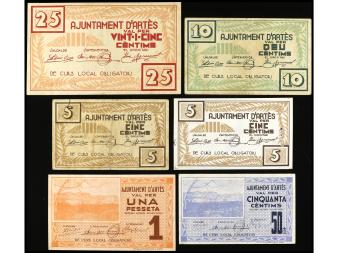 25
AJUNTAMENT D'ARTÉS
VAL PER
VINT-I-CINC
CÈNTIMS
DE CURS LOCAL OBLIGATORI
25
10
AJUNTAMENT D'ARTÉS
VAL PER
DEU
CÈNTIMS
DE CURS LOCAL OBLIGATORI
10
5
AJUNTAMENT D'ARTÉS
VAL PER
CINC
CÈNTIMS
DE CURS LOCAL OBLIGATORI
5
5
AJUNTAMENT D'ARTÉS
VAL PER
CINC
CÈNTIMS
DE CURS LOCAL OBLIGATORI
5
AJUNTAMENT D'ARTÉS
VAL PER
UNA
PESSETA
1
DE CURS LOCAL OBLIGATORI
AJUNTAMENT D'ARTÉS
VAL PER
CINQUANTA
CÈNTIMS
50
DE CURS LOCAL OBLIGATORI